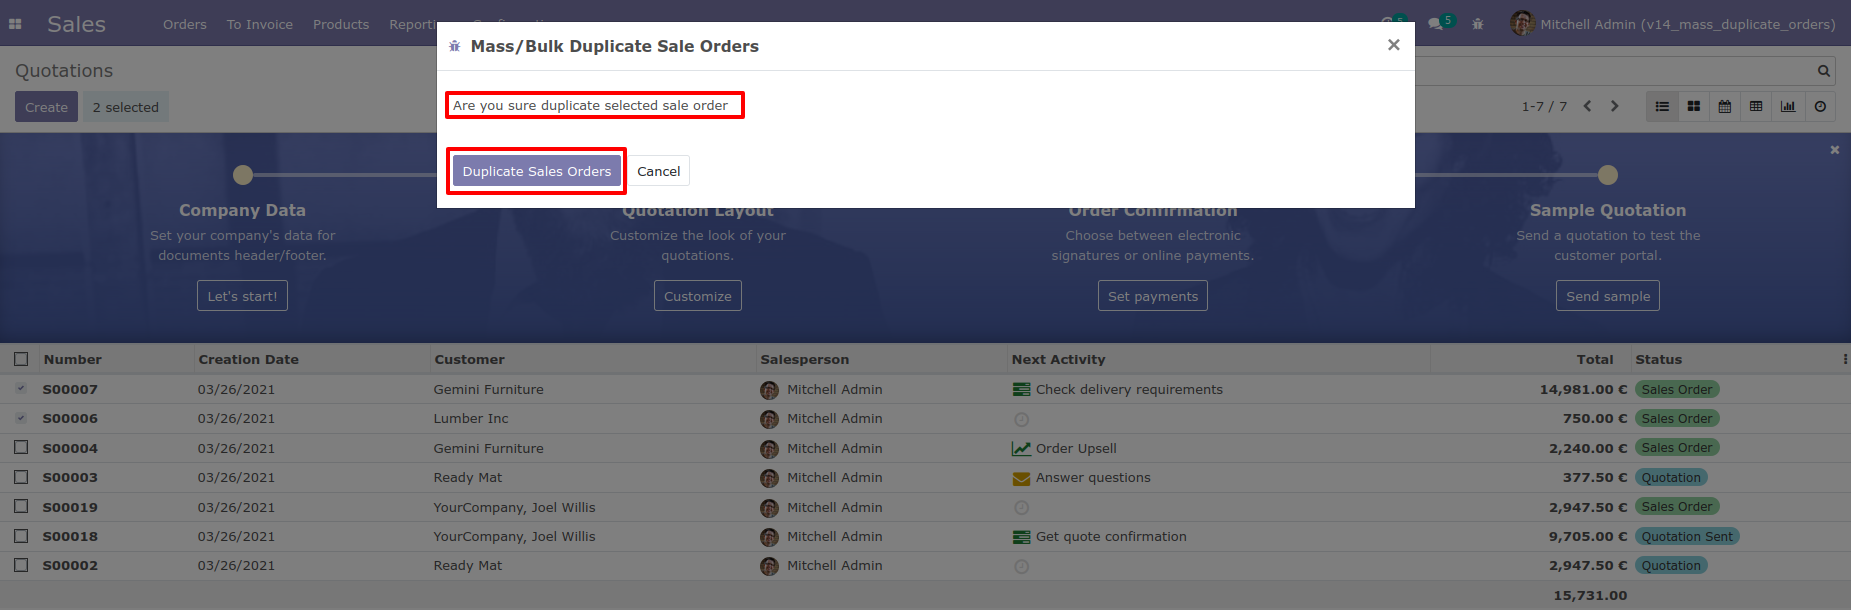 Sales Orders To Invoice Products 5 5 Mitchell Admin (v14_mass_duplicate_orders)
Mass/Bulk Duplicate Sale Orders
Are you sure duplicate selected sale order
Duplicate Sales Orders Cancel
Quotations
Create 2 selected
1-7 / 7
Company Data
Set your company's data for
documents header/footer.
Let's start!
Quotation Layout
Customize the look of your
quotations.
Customize
Order Confirmation
Choose between electronic
signatures or online payments.
Set payments
Sample Quotation
Send a quotation to test the
customer portal.
Send sample
Number Creation Date Customer Salesperson Next Activity Total Status
S00007 03/26/2021 Gemini Furniture Mitchell Admin Check delivery requirements 14,981.00 € Sales Order
S00006 03/26/2021 Lumber Inc Mitchell Admin 750.00 € Sales Order
S00004 03/26/2021 Gemini Furniture Mitchell Admin Order Upsell 2,240.00 € Sales Order
S00003 03/26/2021 Ready Mat Mitchell Admin Answer questions 377.50 € Quotation
S00019 03/26/2021 YourCompany, Joel Willis Mitchell Admin 2,947.50 € Sales Order
S00018 03/26/2021 YourCompany, Joel Willis Mitchell Admin Get quote confirmation 9,705.00 € Quotation Sent
S00002 03/26/2021 Ready Mat Mitchell Admin 2,947.50 € Quotation
15,731.00